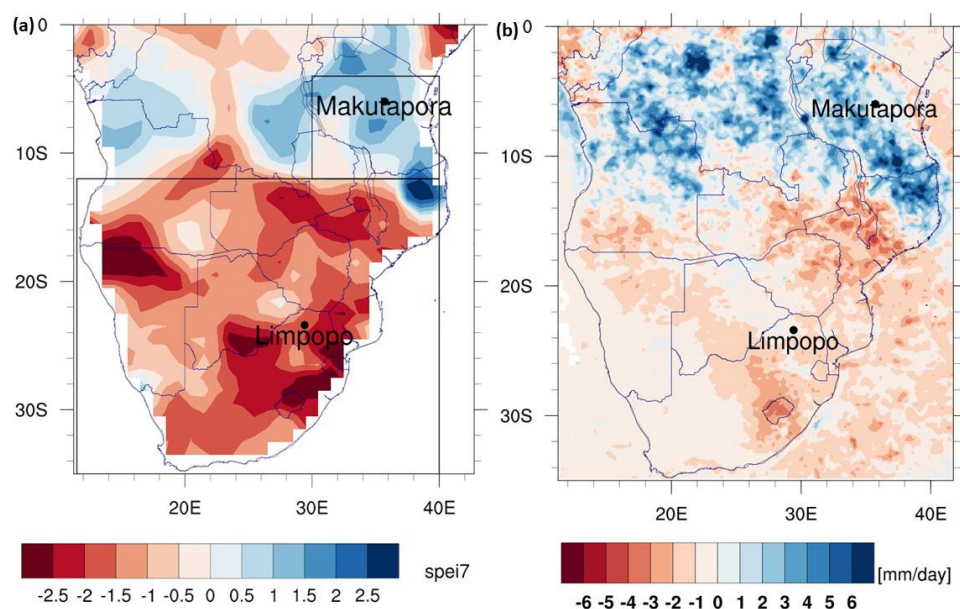 (a)
(b)
0
10S
20S
30S
20E 30E 40E
Makutapora
Limpopo
0
10S
20S
30S
20E 30E 40E
Makutapora
Limpopo
-2.5 -2 -1.5 -1 -0.5 0 0.5 1 1.5 2 2.5
spei7
-6 -5 -4 -3 -2 -1 0 1 2 3 4 5 6
[mm/day]